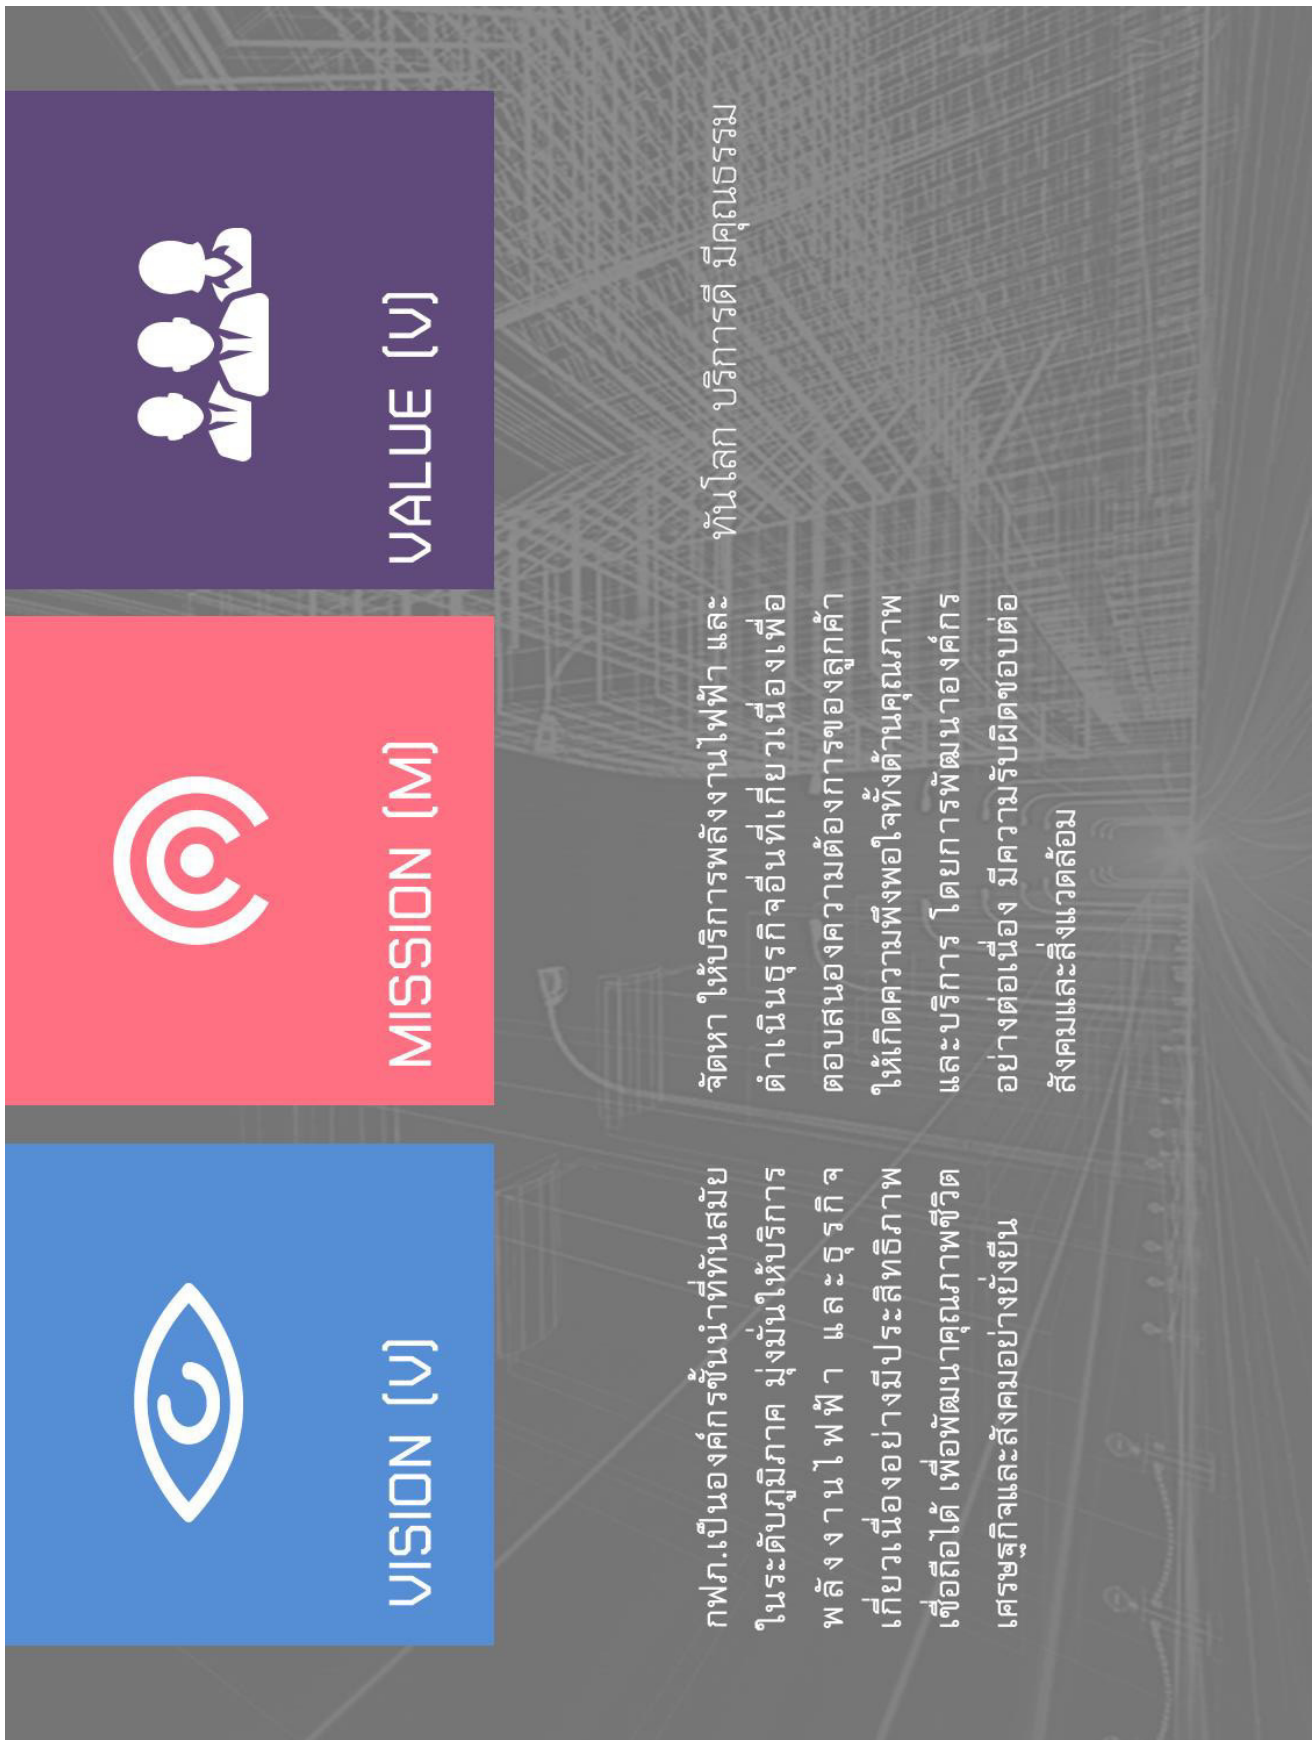 VISION (V)
กฟภ.เป็นองค์กรชั้นนำที่ทันสมัย
ในระดับภูมิภาค มุ่งมั่นให้บริการ
พลังงานไฟฟ้า และธุรกิจ
เกี่ยวเนื่องอย่างมีประสิทธิภาพ
เชื่อถือได้ เพื่อพัฒนาคุณภาพชีวิต
เศรษฐกิจและสังคมอย่างยั่งยืน
MISSION (M)
จัดหา ให้บริการพลังงานไฟฟ้า และ
ดำเนินธุรกิจอื่นที่เกี่ยวเนื่องเพื่อ
ตอบสนองความต้องการของลูกค้า
ให้เกิดความพึงพอใจทั้งด้านคุณภาพ
และบริการ โดยการพัฒนาองค์กร
อย่างต่อเนื่อง มีความรับผิดชอบต่อ
สังคมและสิ่งแวดล้อม
VALUE (V)
ทันโลก บริการดี มีคุณธรรม